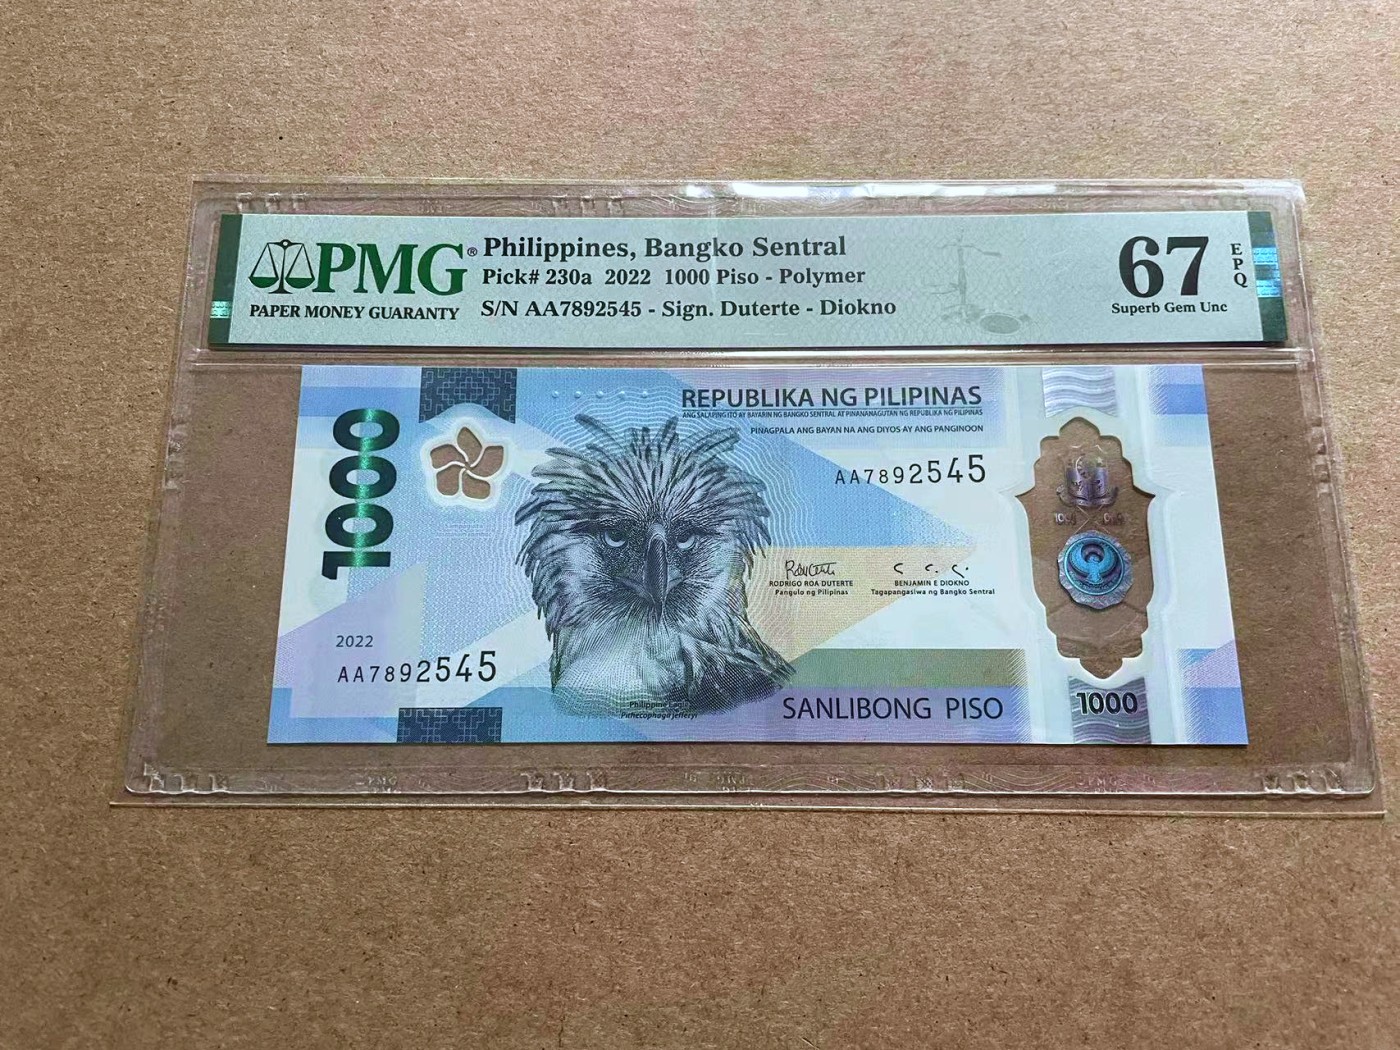 PMG® Philippines, Bangko Sentral
Pick# 230a 2022 1000 Piso - Polymer
PAPER MONEY GUARANTY S/N AA7892545 - Sign. Duterte - Diokno
67 EPQ
Superb Gem Unc
REPUBLIKA NG PILIPINAS
ANG SALAPING ITO AY BAYARIN NG BANGKO SENTRAL AT PINANANAGUTAN NG REPUBLIKA NG PILIPINAS
PINAGPALA ANG BAYAN NA ANG DIYOS AY ANG PANGINOON
1000
AA7892545
RODRIGO ROA DUTERTE
Pangulo ng Pilipinas
BENJAMIN E DIOKNO
Tagapangasiwa ng Bangko Sentral
2022
AA7892545
Philippine Eagle
Pithecophaga jefferyi
SANLIBONG PISO
1000